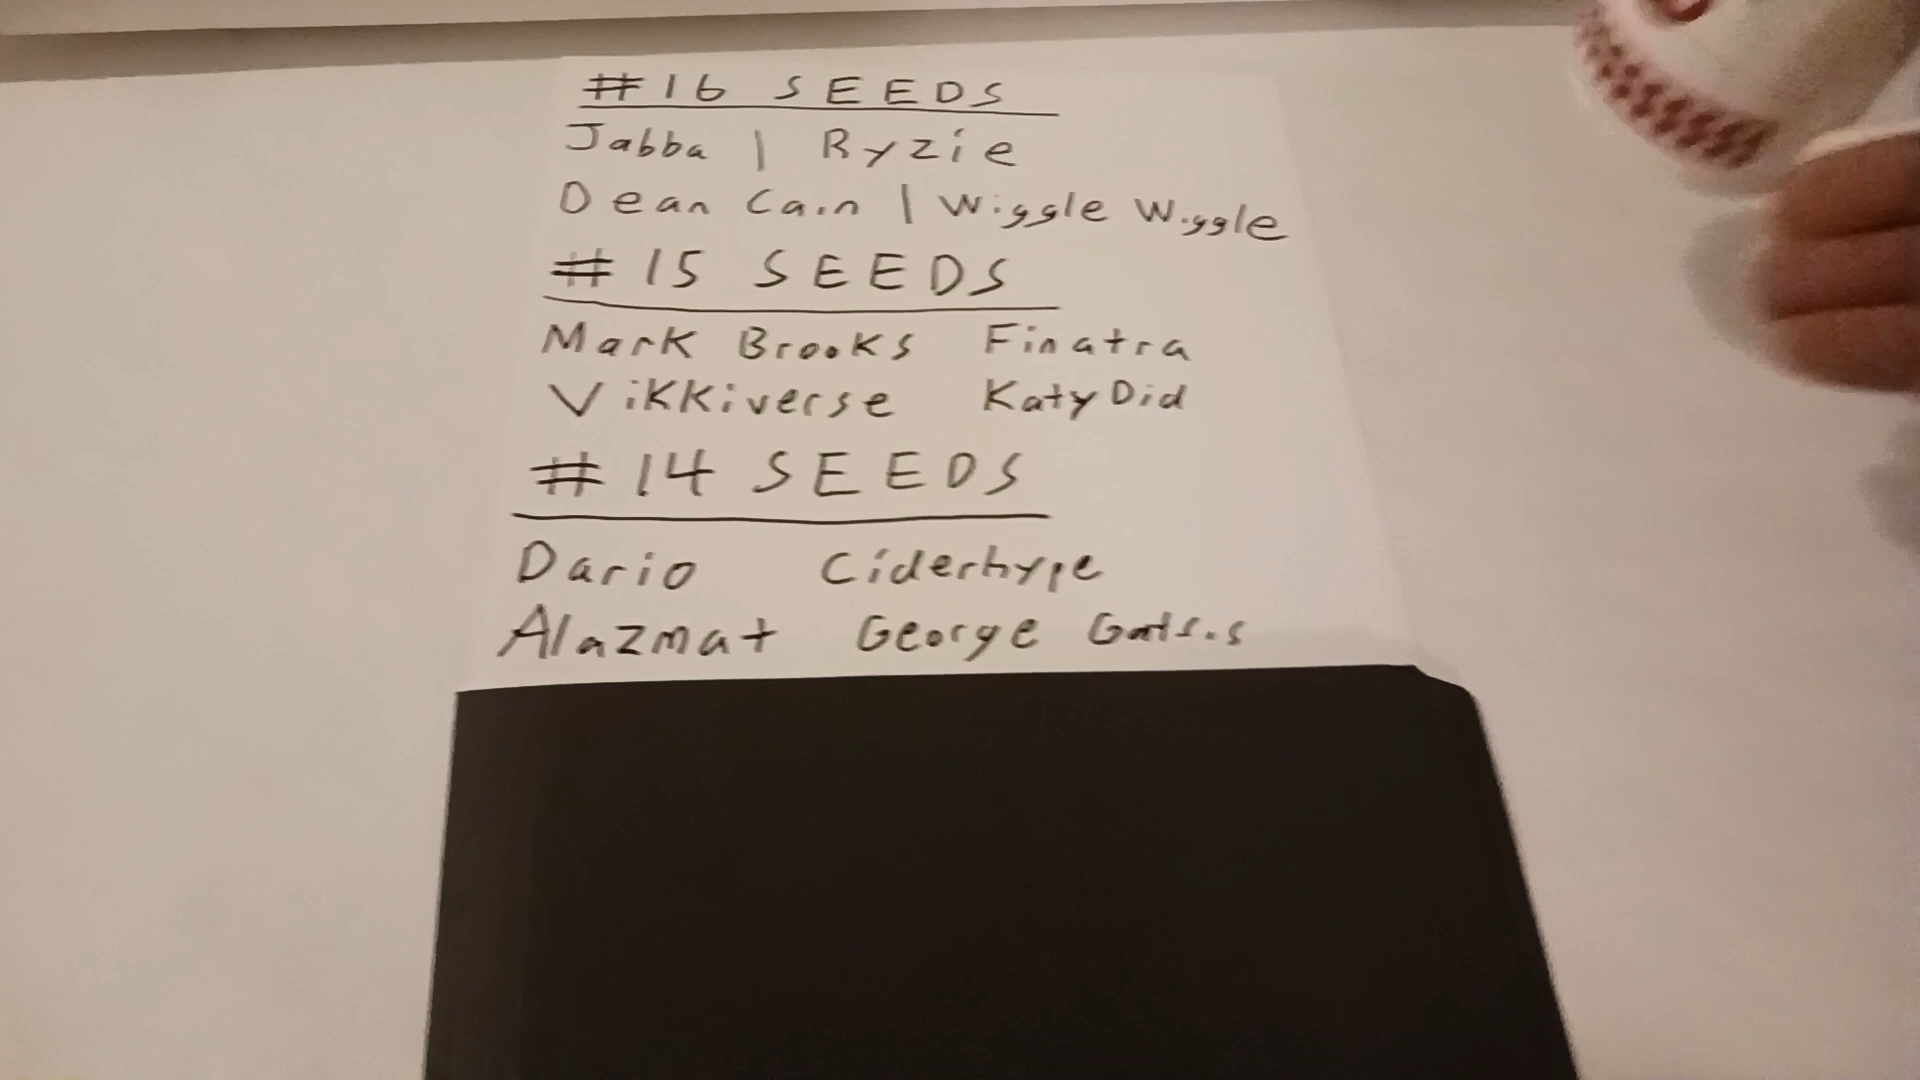 #16 SEEDS
Jabba | Ryzie
Dean Cain | Wiggle Wiggle
#15 SEEDS
Mark Brooks Finatra
Vikkiverse KatyDid
#14 SEEDS
Dario Ciderhype
Alazmat George